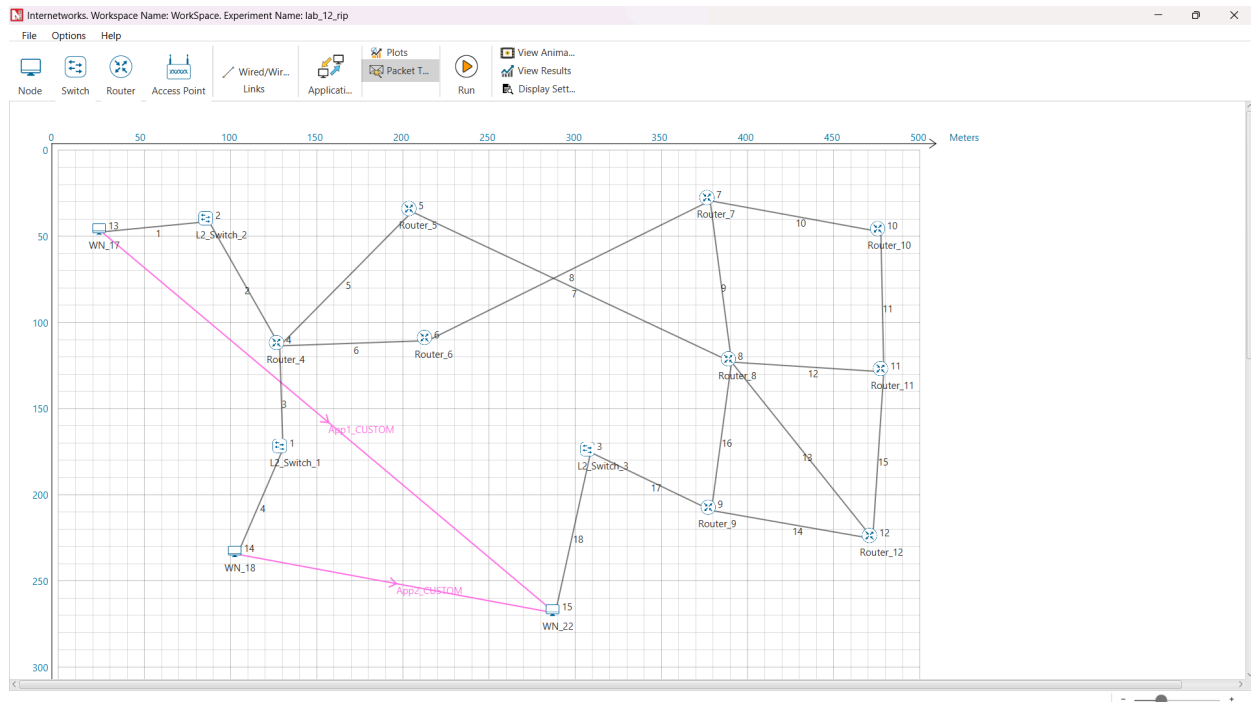 Internetworks. Workspace Name: WorkSpace. Experiment Name: lab_12_rip
File Options Help
Node
Switch
Router
Access Point
Wired/Wir...
Links
Applicati...
Plots
Packet T...
Run
View Anima...
View Results
Display Sett...
0 50 100 150 200 250 300 350 400 450 500 Meters
0
50
100
150
200
250
300
13
WN_17
1
2
L2_Switch_2
2
5
Router_5
5
7
Router_7
10
10
Router_10
8
7
9
11
4
Router_4
6
6
Router_6
8
Router_8
12
11
Router_11
3
App1_CUSTOM
1
L2_Switch_1
3
L2_Switch_3
16
13
15
17
4
9
Router_9
14
12
Router_12
18
14
WN_18
App2_CUSTOM
15
WN_22